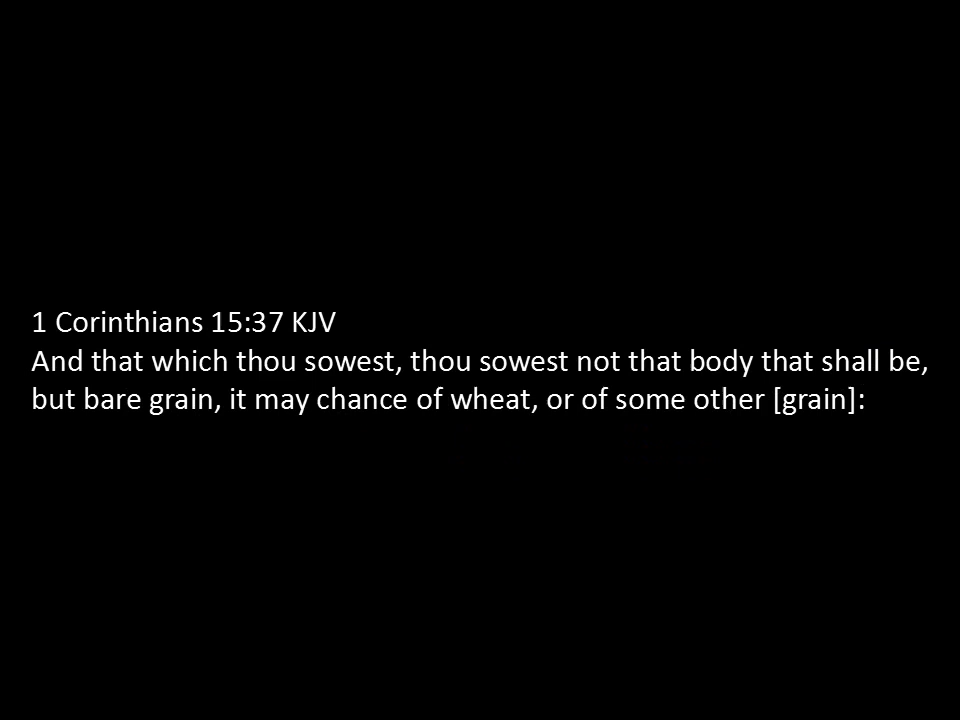 1 Corinthians 15:37 KJV
And that which thou sowest, thou sowest not that body that shall be,
but bare grain, it may chance of wheat, or of some other [grain]: